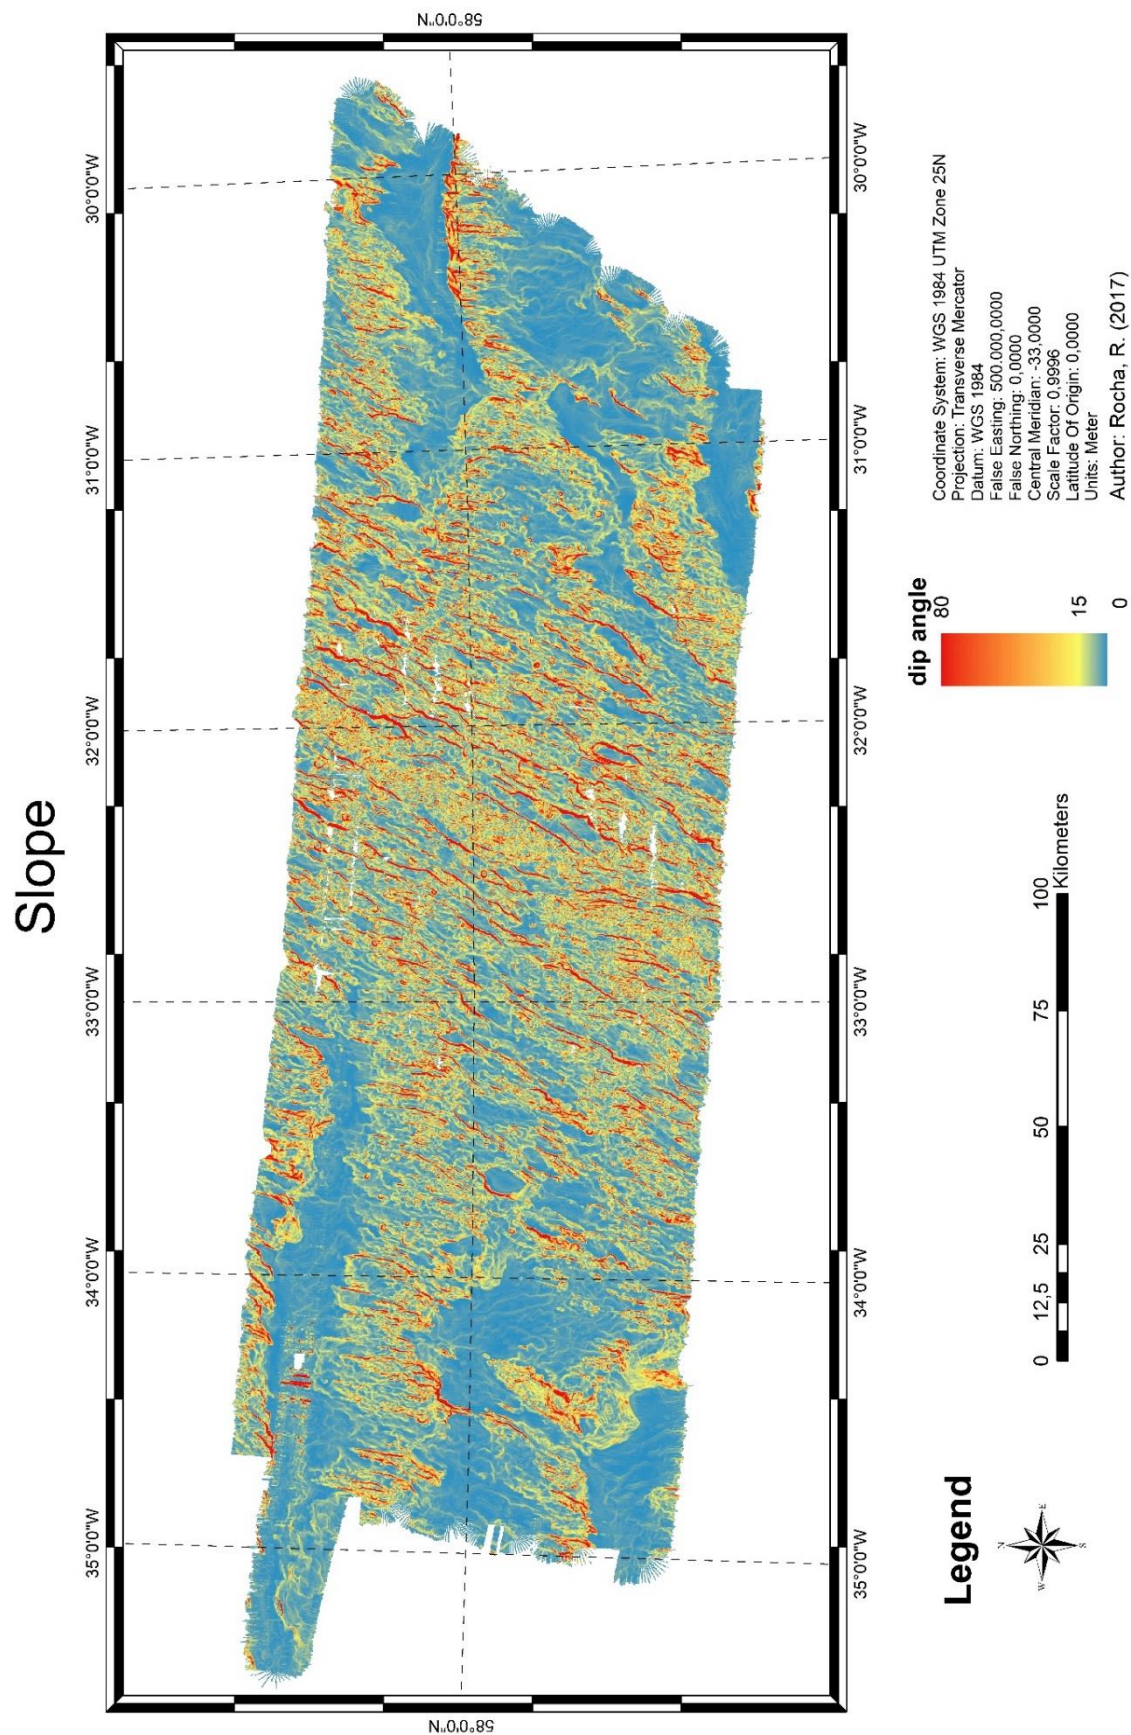 Slope
35°0'0"W 34°0'0"W 33°0'0"W 32°0'0"W 31°0'0"W 30°0'0"W
58°0'0"N 58°0'0"N
35°0'0"W 34°0'0"W 33°0'0"W 32°0'0"W 31°0'0"W 30°0'0"W
Legend
N
W E
S
0 12,5 25 50 75 100
Kilometers
dip angle
80
15
0
Coordinate System: WGS 1984 UTM Zone 25N
Projection: Transverse Mercator
Datum: WGS 1984
False Easting: 500.000,0000
False Northing: 0,0000
Central Meridian: -33,0000
Scale Factor: 0,9996
Latitude Of Origin: 0,0000
Units: Meter
Author: Rocha, R. (2017)